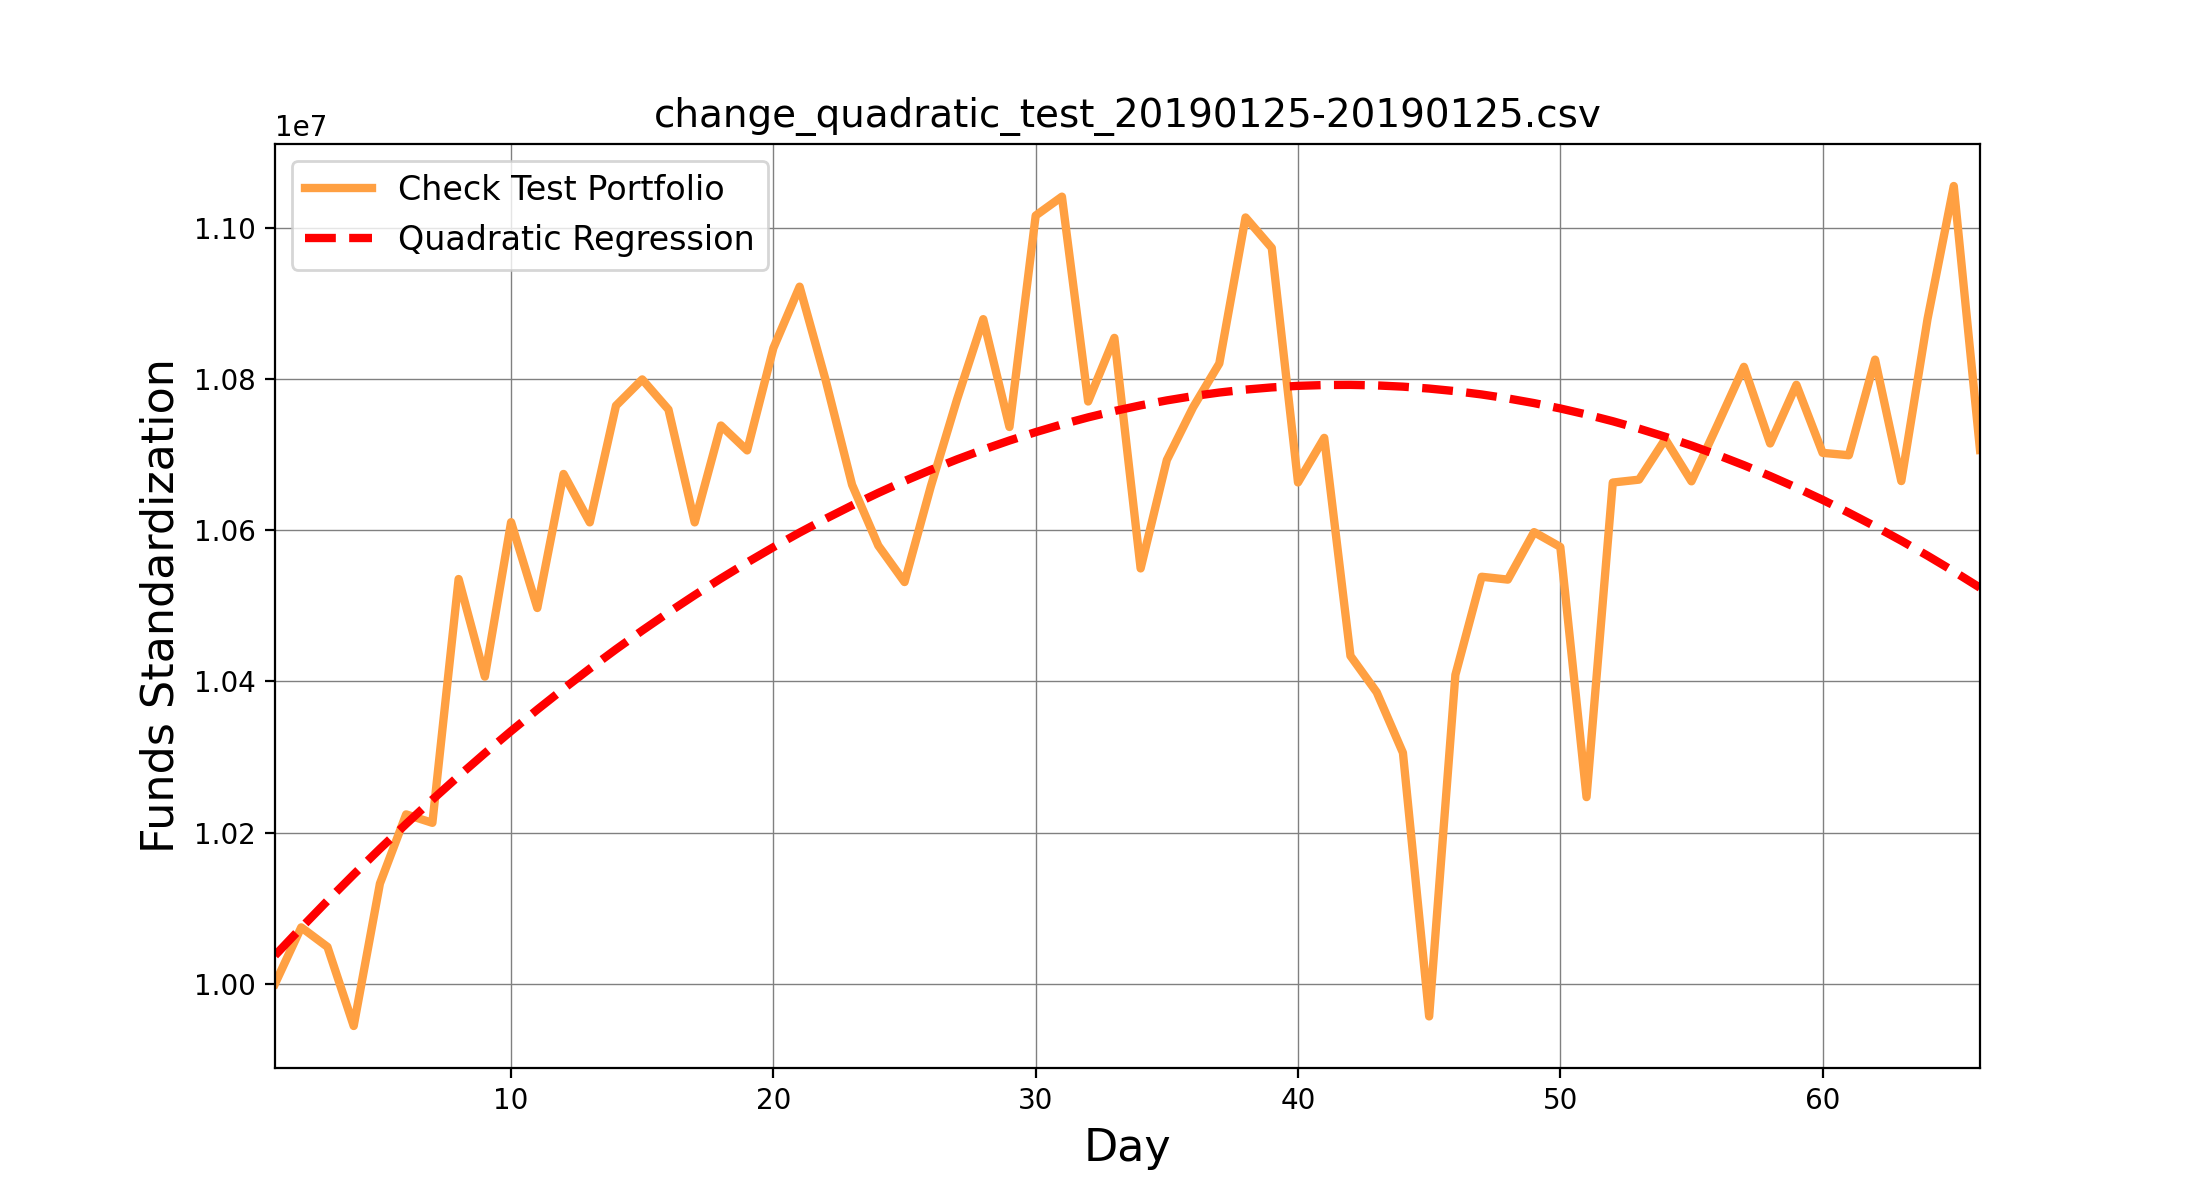 change_quadratic_test_20190125-20190125.csv
1e7
Check Test Portfolio
Quadratic Regression
1.10
1.08
1.06
1.04
1.02
1.00
Funds Standardization
10 20 30 40 50 60
Day